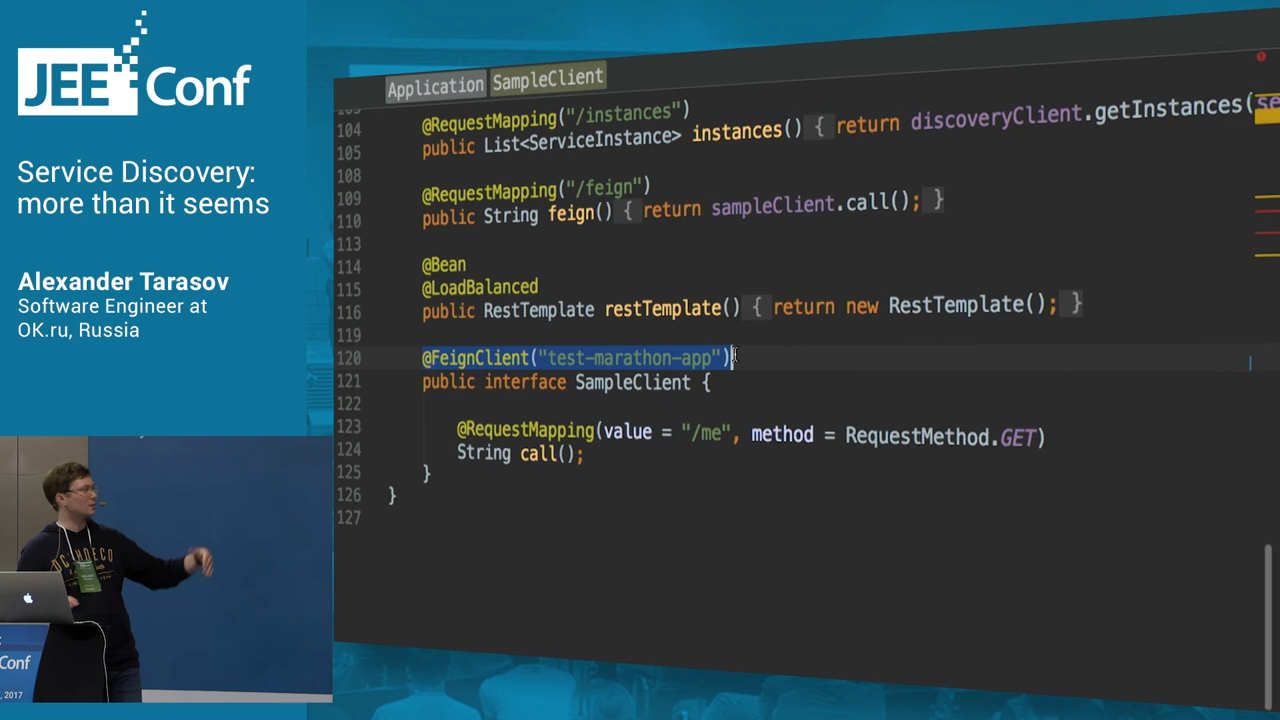 JEE Conf
Service Discovery:
more than it seems
Alexander Tarasov
Software Engineer at
OK.ru, Russia
Conf
, 2017
Application SampleClient
104 @RequestMapping("/instances")
105 public List<ServiceInstance> instances() { return discoveryClient.getInstances(
108
109 @RequestMapping("/feign")
110 public String feign() { return sampleClient.call(); }
113
114 @Bean
115 @LoadBalanced
116 public RestTemplate restTemplate() { return new RestTemplate(); }
119
120 @FeignClient("test-marathon-app")
121 public interface SampleClient {
122
123 @RequestMapping(value = "/me", method = RequestMethod.GET)
124 String call();
125 }
126 }
127